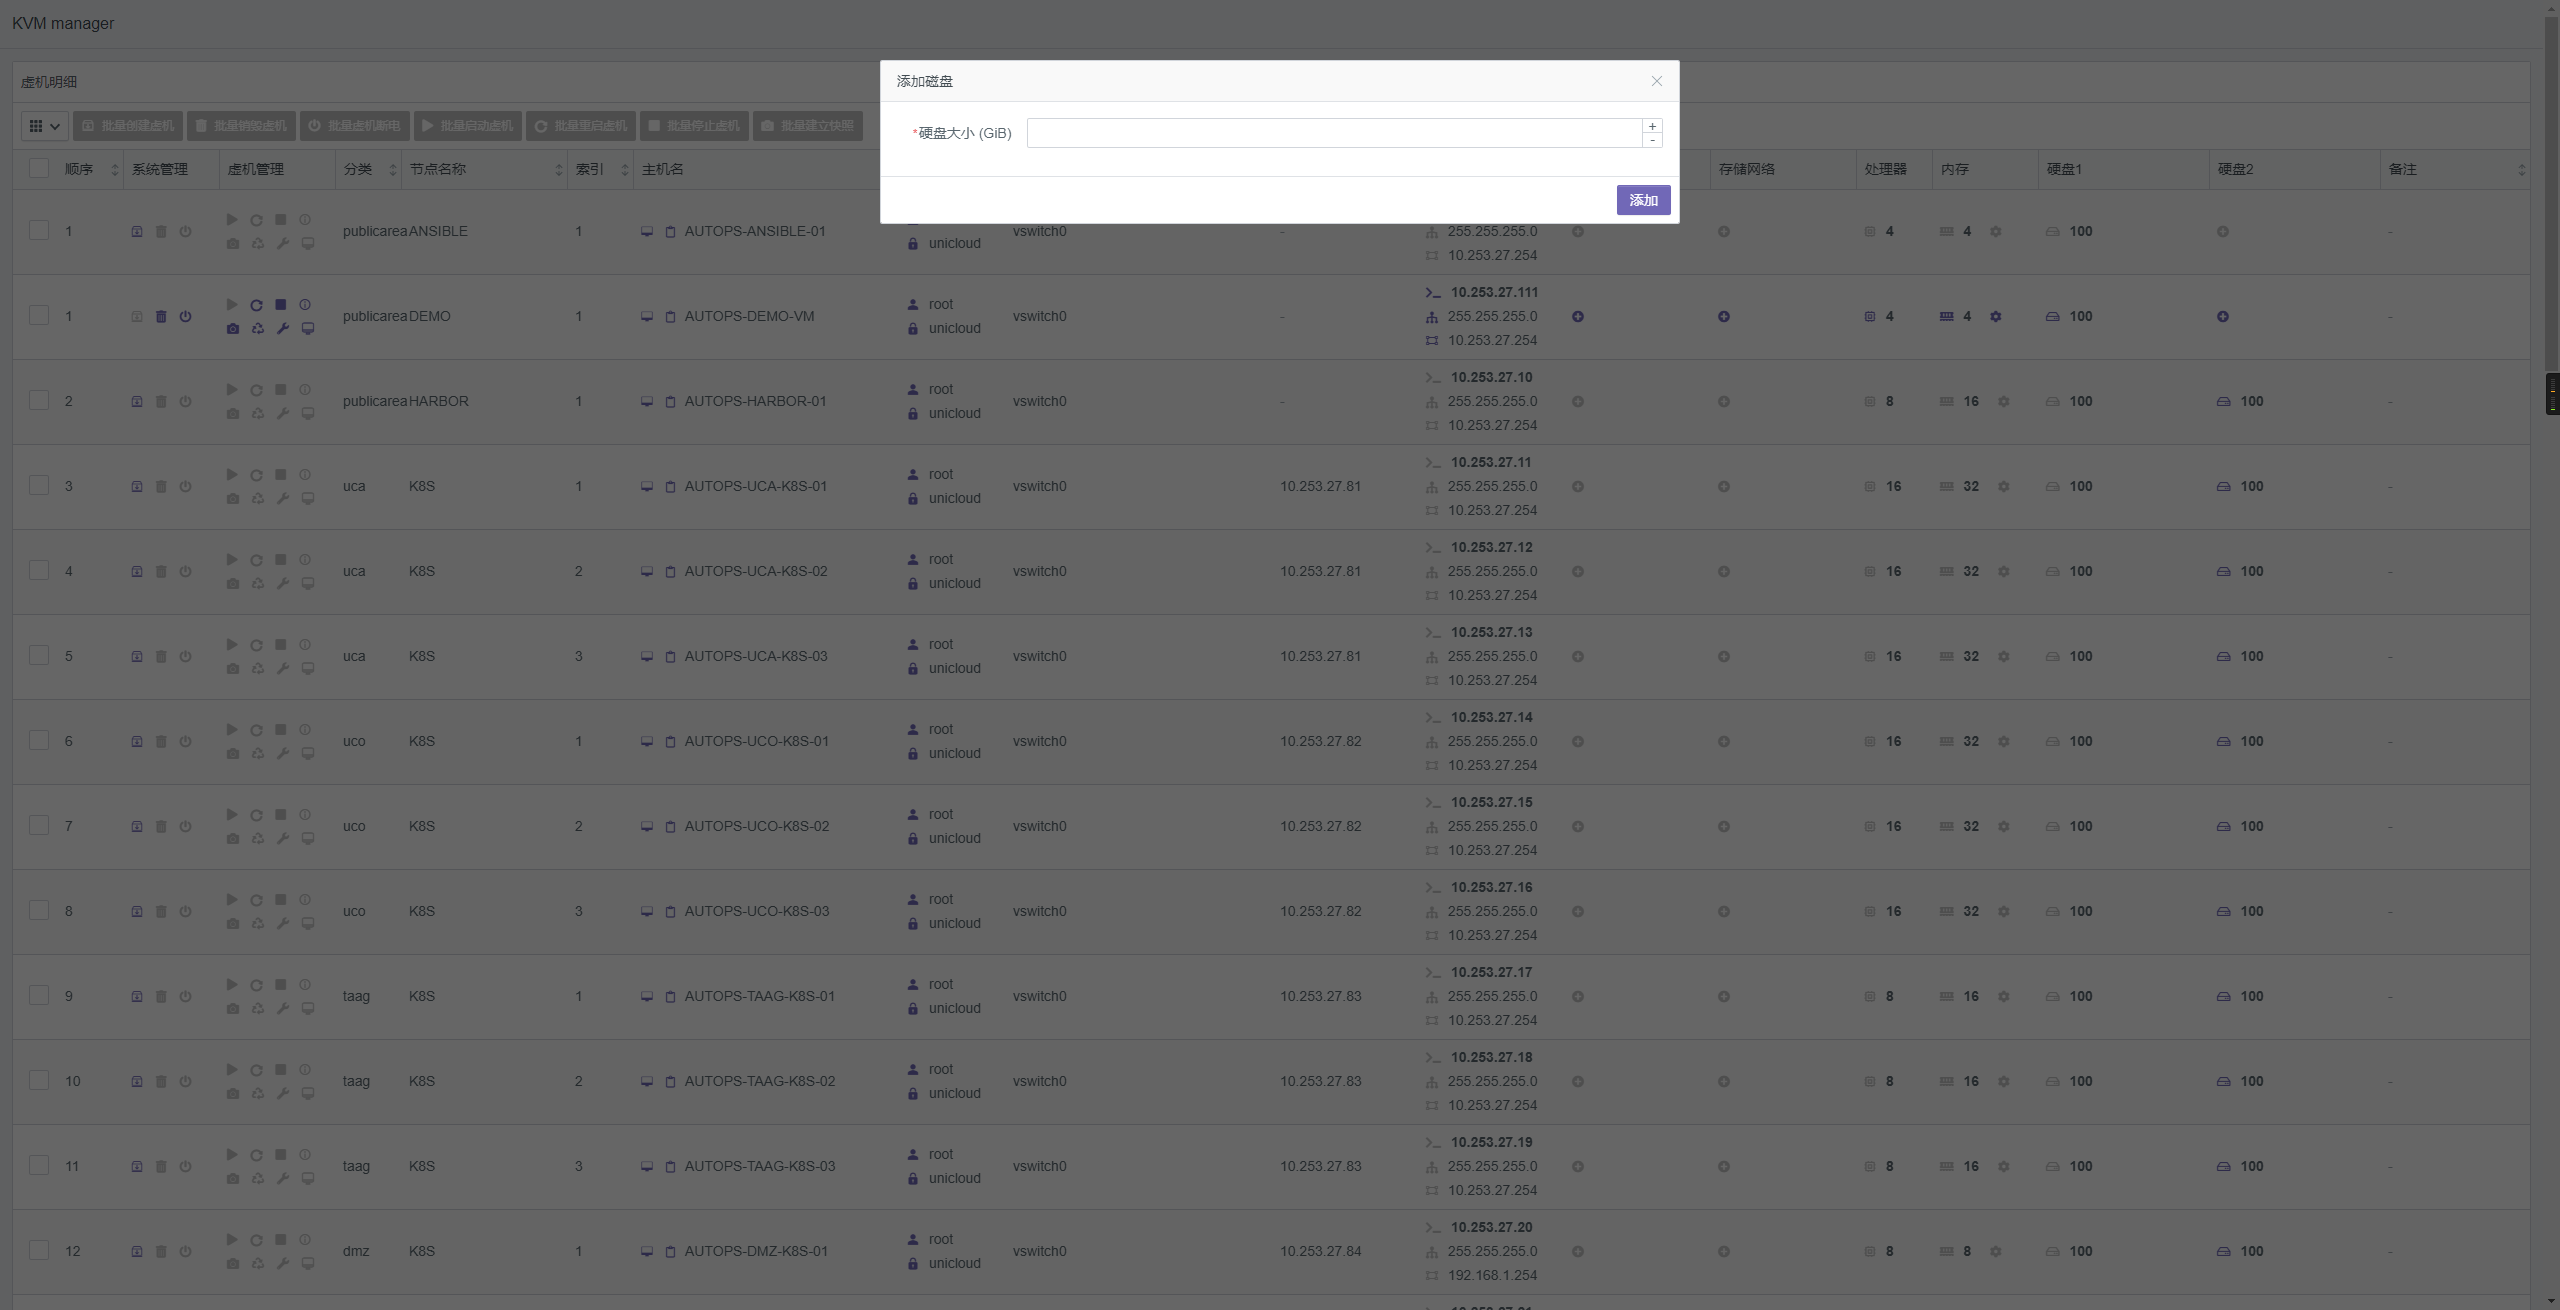 KVM manager
虚机明细
添加磁盘
批量创建虚机 批量销毁虚机 批量虚机断电 批量启动虚机 批量重启虚机 批量停止虚机 批量建立快照
*硬盘大小 (GiB)
+
-
添加
顺序 系统管理 虚机管理 分类 节点名称 索引 主机名 存储网络 处理器 内存 硬盘1 硬盘2 备注
1 publicarea ANSIBLE 1 AUTOPS-ANSIBLE-01 vswitch0 - 255.255.255.0 4 4 100 -
unicloud
10.253.27.254
10.253.27.111
root
1 publicarea DEMO 1 AUTOPS-DEMO-VM vswitch0 - 255.255.255.0 4 4 100 -
unicloud
10.253.27.254
10.253.27.10
root
2 publicarea HARBOR 1 AUTOPS-HARBOR-01 vswitch0 - 255.255.255.0 8 16 100 100 -
unicloud
10.253.27.254
10.253.27.11
root
3 uca K8S 1 AUTOPS-UCA-K8S-01 vswitch0 10.253.27.81 255.255.255.0 16 32 100 100 -
unicloud
10.253.27.254
10.253.27.12
root
4 uca K8S 2 AUTOPS-UCA-K8S-02 vswitch0 10.253.27.81 255.255.255.0 16 32 100 100 -
unicloud
10.253.27.254
10.253.27.13
root
5 uca K8S 3 AUTOPS-UCA-K8S-03 vswitch0 10.253.27.81 255.255.255.0 16 32 100 100 -
unicloud
10.253.27.254
10.253.27.14
root
6 uco K8S 1 AUTOPS-UCO-K8S-01 vswitch0 10.253.27.82 255.255.255.0 16 32 100 100 -
unicloud
10.253.27.254
10.253.27.15
root
7 uco K8S 2 AUTOPS-UCO-K8S-02 vswitch0 10.253.27.82 255.255.255.0 16 32 100 100 -
unicloud
10.253.27.254
10.253.27.16
root
8 uco K8S 3 AUTOPS-UCO-K8S-03 vswitch0 10.253.27.82 255.255.255.0 16 32 100 100 -
unicloud
10.253.27.254
10.253.27.17
root
9 taag K8S 1 AUTOPS-TAAG-K8S-01 vswitch0 10.253.27.83 255.255.255.0 8 16 100 100 -
unicloud
10.253.27.254
10.253.27.18
root
10 taag K8S 2 AUTOPS-TAAG-K8S-02 vswitch0 10.253.27.83 255.255.255.0 8 16 100 100 -
unicloud
10.253.27.254
10.253.27.19
root
11 taag K8S 3 AUTOPS-TAAG-K8S-03 vswitch0 10.253.27.83 255.255.255.0 8 16 100 100 -
unicloud
10.253.27.254
10.253.27.20
root
12 dmz K8S 1 AUTOPS-DMZ-K8S-01 vswitch0 10.253.27.84 255.255.255.0 8 8 100 100 -
unicloud
192.168.1.254